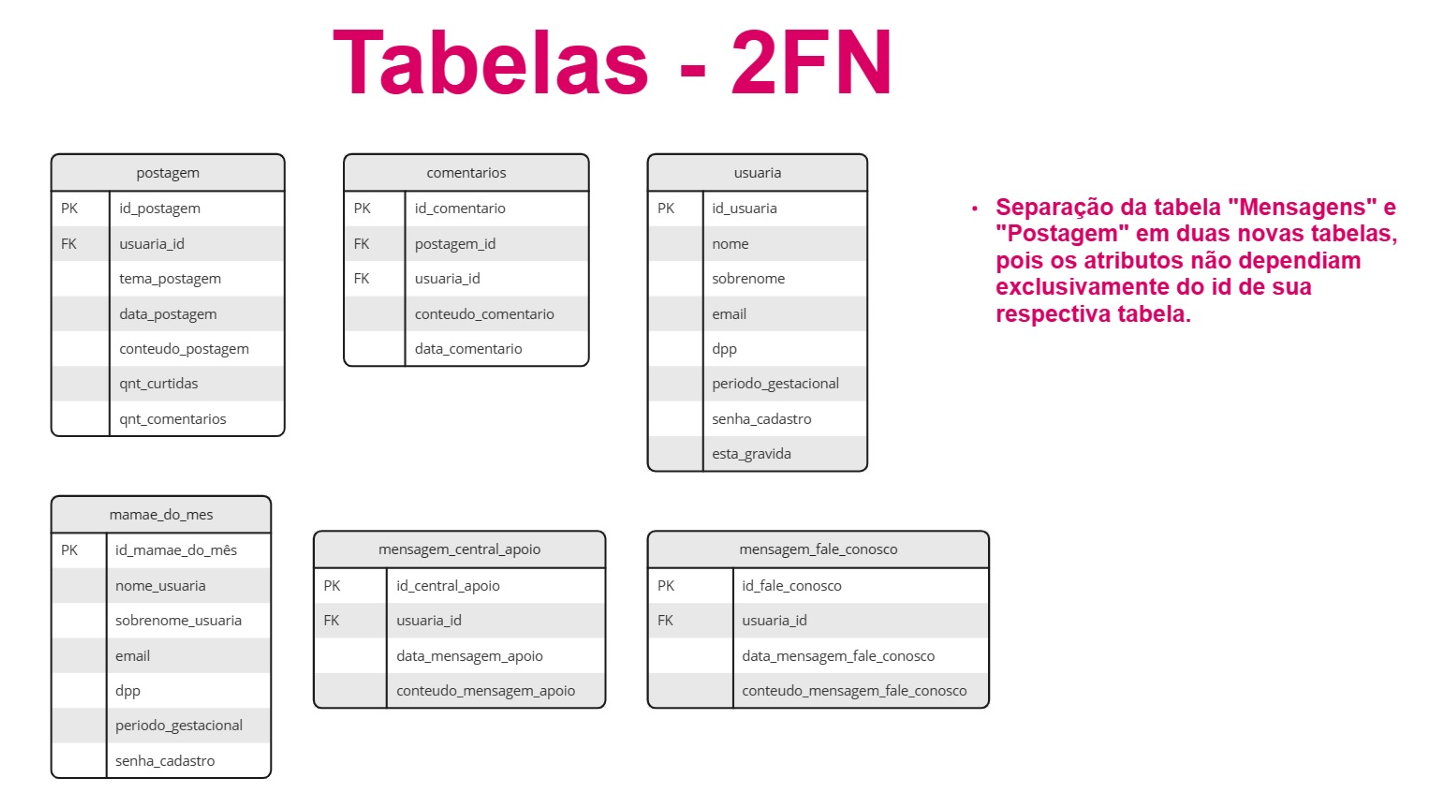 Tabelas - 2FN
postagem
PK id_postagem
FK usuaria_id
tema_postagem
data_postagem
conteudo_postagem
qnt_curtidas
qnt_comentarios
comentarios
PK id_comentario
FK postagem_id
FK usuaria_id
conteudo_comentario
data_comentario
usuaria
PK id_usuaria
nome
sobrenome
email
dpp
periodo_gestacional
senha_cadastro
esta_gravida
• Separação da tabela "Mensagens" e
"Postagem" em duas novas tabelas,
pois os atributos não dependiam
exclusivamente do id de sua
respectiva tabela.
mamae_do_mes
PK id_mamae_do_mês
nome_usuaria
sobrenome_usuaria
email
dpp
periodo_gestacional
senha_cadastro
mensagem_central_apoio
PK id_central_apoio
FK usuaria_id
data_mensagem_apoio
conteudo_mensagem_apoio
mensagem_fale_conosco
PK id_fale_conosco
FK usuaria_id
data_mensagem_fale_conosco
conteudo_mensagem_fale_conosco